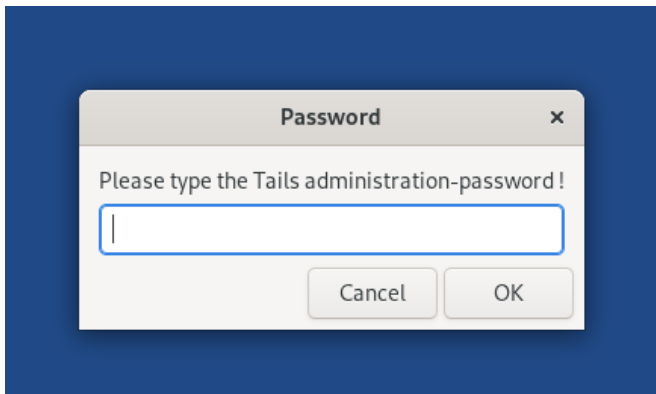 Password ×
Please type the Tails administration-password !
Cancel OK